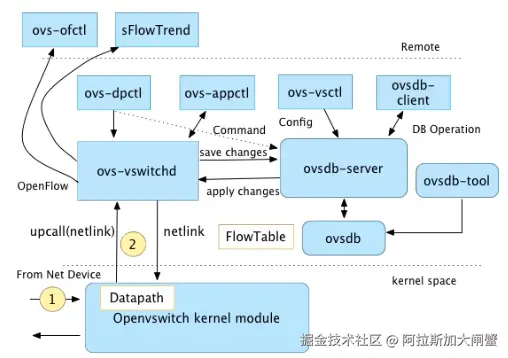 ovs-ofctl
sFlowTrend
Remote
ovs-dpctl
ovs-appctl
ovs-vsctl
ovsdb-
client
Command
Config
DB Operation
ovs-vswitchd
save changes
ovsdb-server
apply changes
ovsdb-tool
OpenFlow
upcall(netlink)
2
netlink
FlowTable
ovsdb
From Net Device
kernel space
1
Datapath
Openvswitch kernel module
掘金技术社区 @ 阿拉斯加大闸蟹